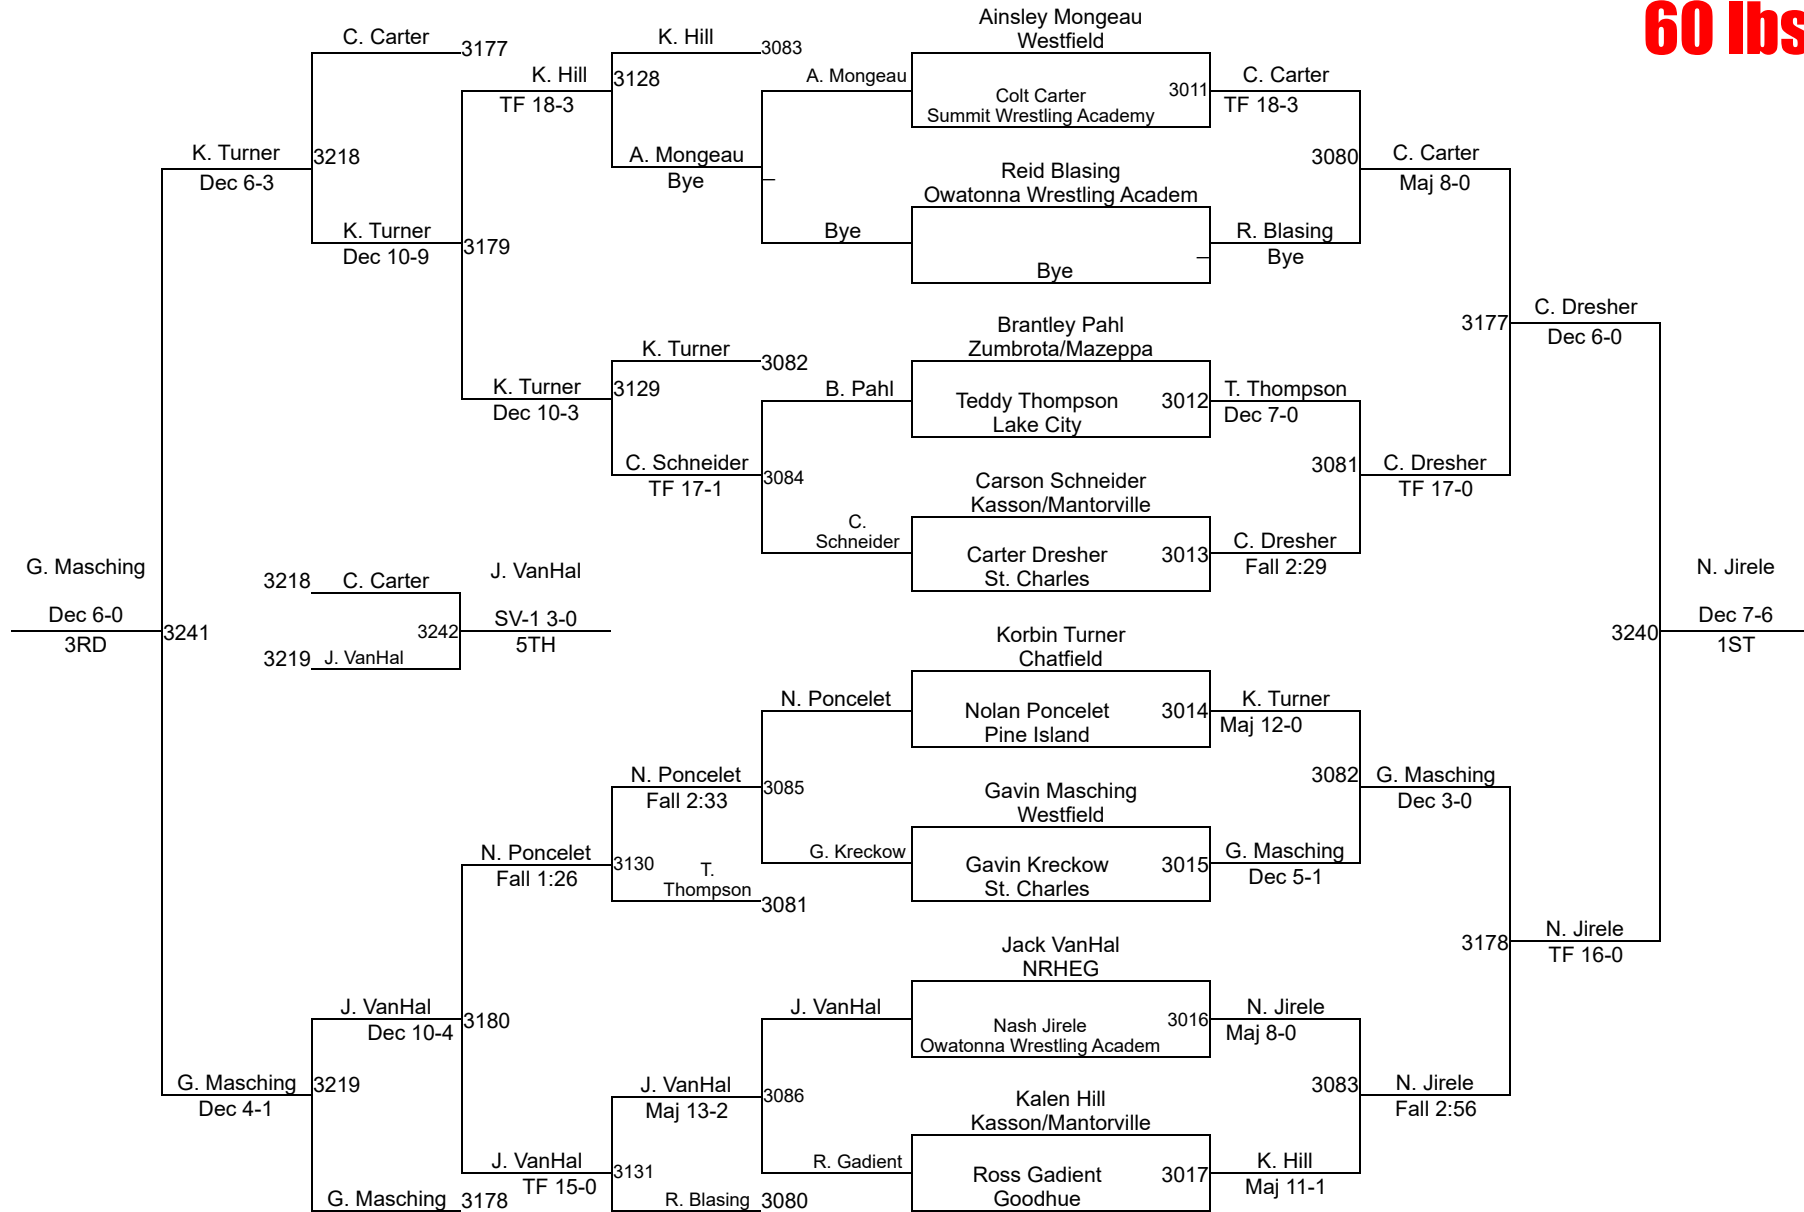 60 lbs
Ainsley Mongeau
Westfield
C. Carter
3177
K. Hill
3083
K. Hill
3128
TF 18-3
A. Mongeau
Colt Carter
Summit Wrestling Academy
3011
C. Carter
TF 18-3
K. Turner
Dec 6-3
3218
A. Mongeau
Bye
Reid Blasing
Owatonna Wrestling Academ
3080
C. Carter
Maj 8-0
K. Turner
Dec 10-9
3179
Bye
Bye
R. Blasing
Bye
Brantley Pahl
Zumbrota/Mazeppa
3177
C. Dresher
Dec 6-0
K. Turner
3082
K. Turner
Dec 10-3
3129
B. Pahl
Teddy Thompson
Lake City
3012
T. Thompson
Dec 7-0
C. Schneider
TF 17-1
3084
Carson Schneider
Kasson/Mantorville
3081
C. Dresher
TF 17-0
C.
Schneider
Carter Dresher
St. Charles
3013
C. Dresher
Fall 2:29
G. Masching
Dec 6-0
3RD
3241
3218
C. Carter
3219
J. VanHal
3242
J. VanHal
SV-1 3-0
5TH
N. Jirele
3240
Dec 7-6
1ST
Korbin Turner
Chatfield
N. Poncelet
Nolan Poncelet
Pine Island
3014
K. Turner
Maj 12-0
N. Poncelet
Fall 2:33
3085
Gavin Masching
Westfield
3082
G. Masching
Dec 3-0
N. Poncelet
Fall 1:26
3130
T.
Thompson
3081
G. Kreckow
Gavin Kreckow
St. Charles
3015
G. Masching
Dec 5-1
Jack VanHal
NRHEG
3178
N. Jirele
TF 16-0
J. VanHal
Dec 10-4
3180
J. VanHal
Nash Jirele
Owatonna Wrestling Academ
3016
N. Jirele
Maj 8-0
G. Masching
Dec 4-1
3219
J. VanHal
Maj 13-2
3086
Kalen Hill
Kasson/Mantorville
3083
N. Jirele
Fall 2:56
J. VanHal
TF 15-0
3131
R. Gadient
Ross Gadient
Goodhue
3017
K. Hill
Maj 11-1
G. Masching
3178
R. Blasing
3080